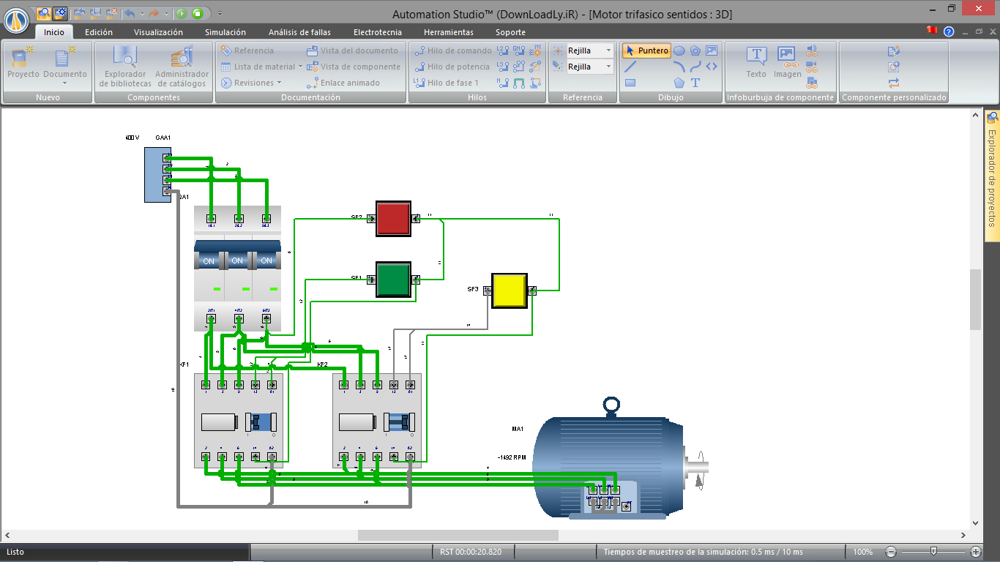 Automation Studio™ (DownLoadLy.iR) - [Motor trifasico sentidos : 3D]
Inicio Edición Visualización Simulación Análisis de fallas Electrotecnia Herramientas Soporte
Referencia Vista del documento Hilo de comando Rejilla Puntero
Proyecto Documento Explorador de bibliotecas Administrador de catálogos Lista de material Vista de componente Hilo de potencia Rejilla Texto Imagen
Revisiones Enlace animado Hilo de fase 1
Nuevo Componentes Documentación Hilos Referencia Dibujo Infoburbuja de componente Componente personalizado
Explorador de proyectos
400 V GAA1
SF2
ON ON ON
SF1
SF3
KF1 KF2
MA1
-1492 RPM
Listo RST 00:00:20.820 Tiempos de muestreo de la simulación: 0.5 ms / 10 ms 100%